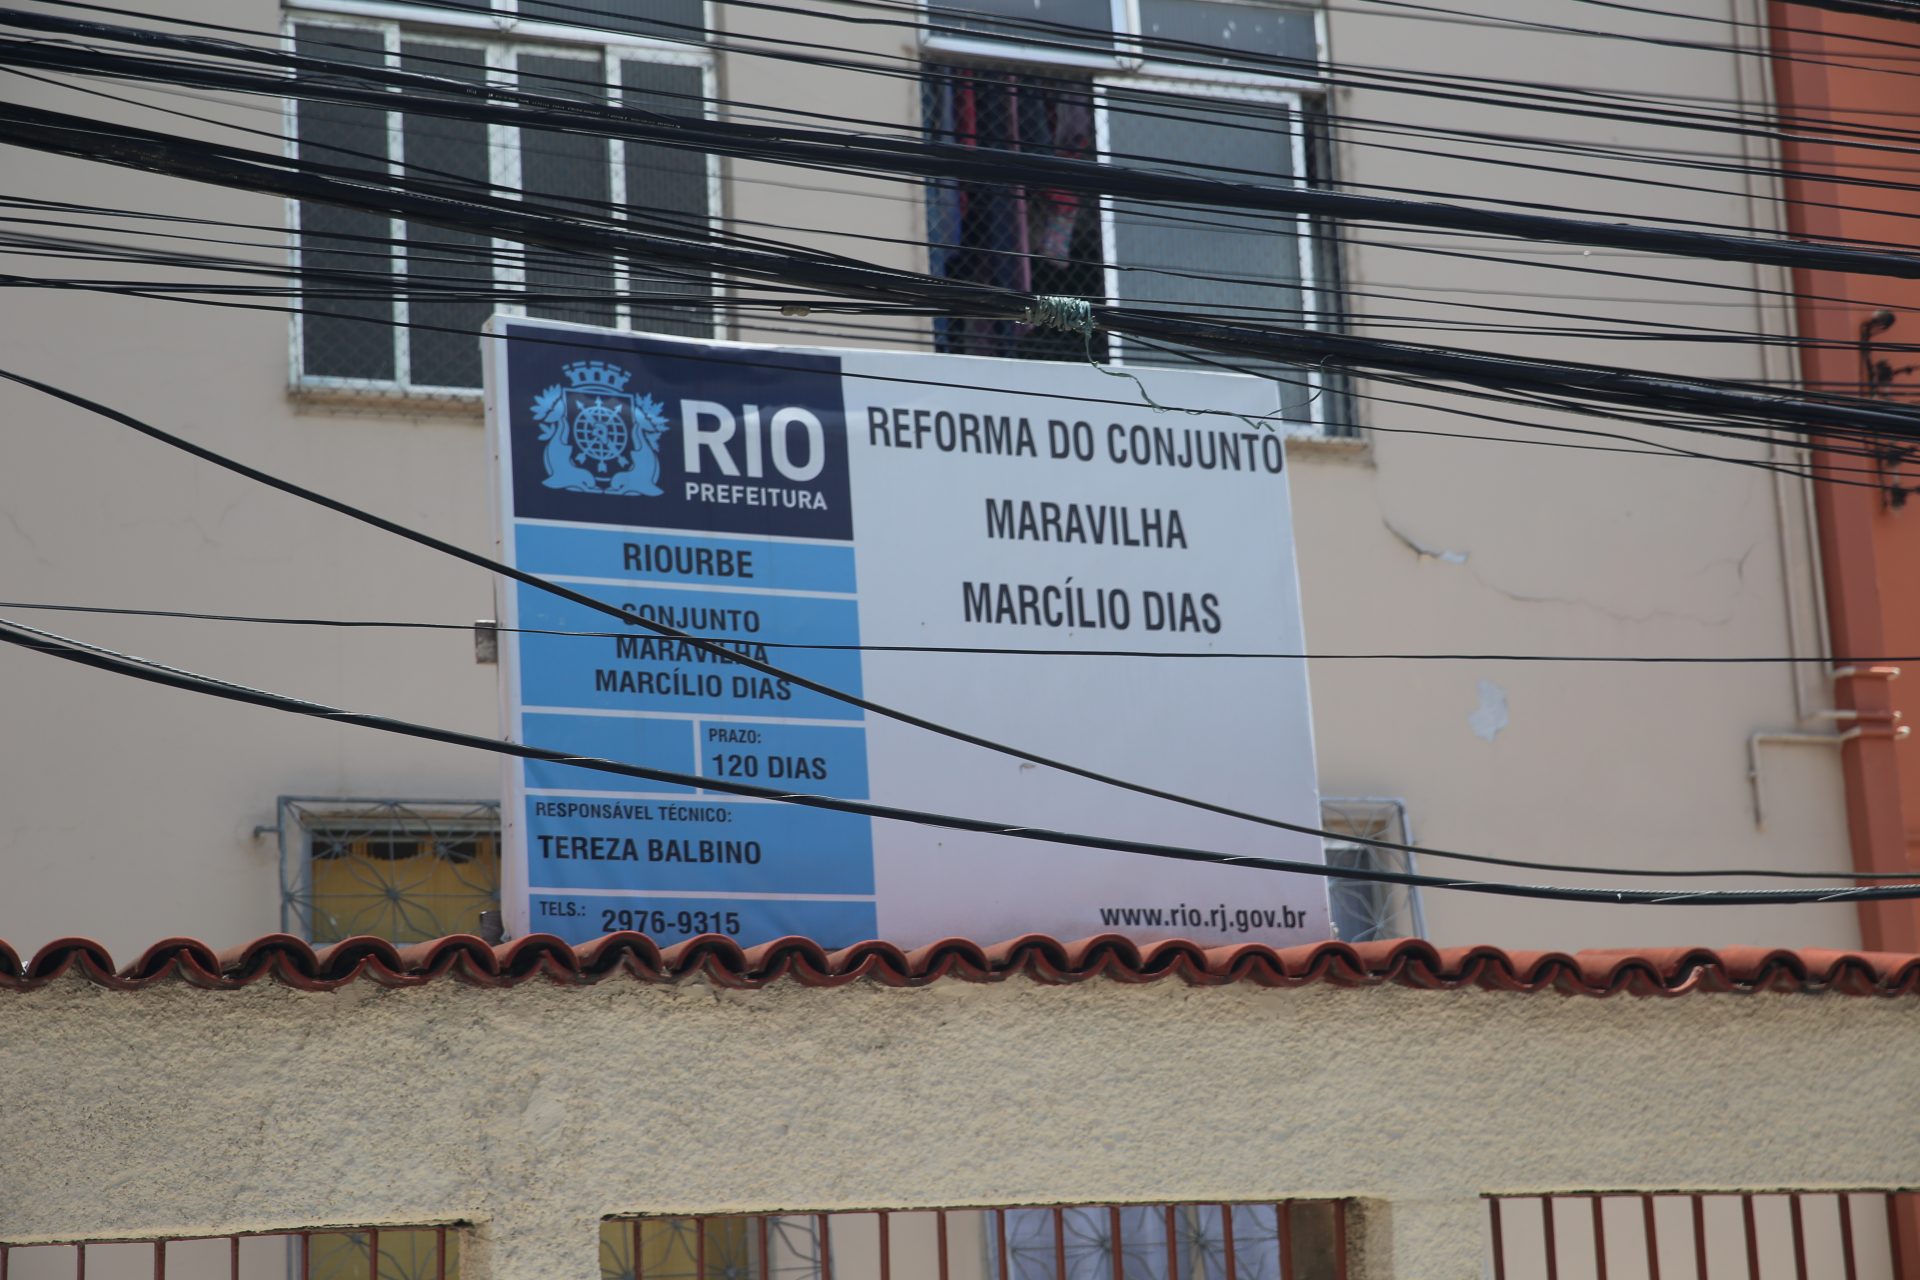 RIO
PREFEITURA
RIOURBE
CONJUNTO
MARAVILHA
MARCÍLIO DIAS
PRAZO:
120 DIAS
RESPONSÁVEL TÉCNICO:
TEREZA BALBINO
TELS.: 2976-9315
REFORMA DO CONJUNTO
MARAVILHA
MARCÍLIO DIAS
www.rio.rj.gov.br